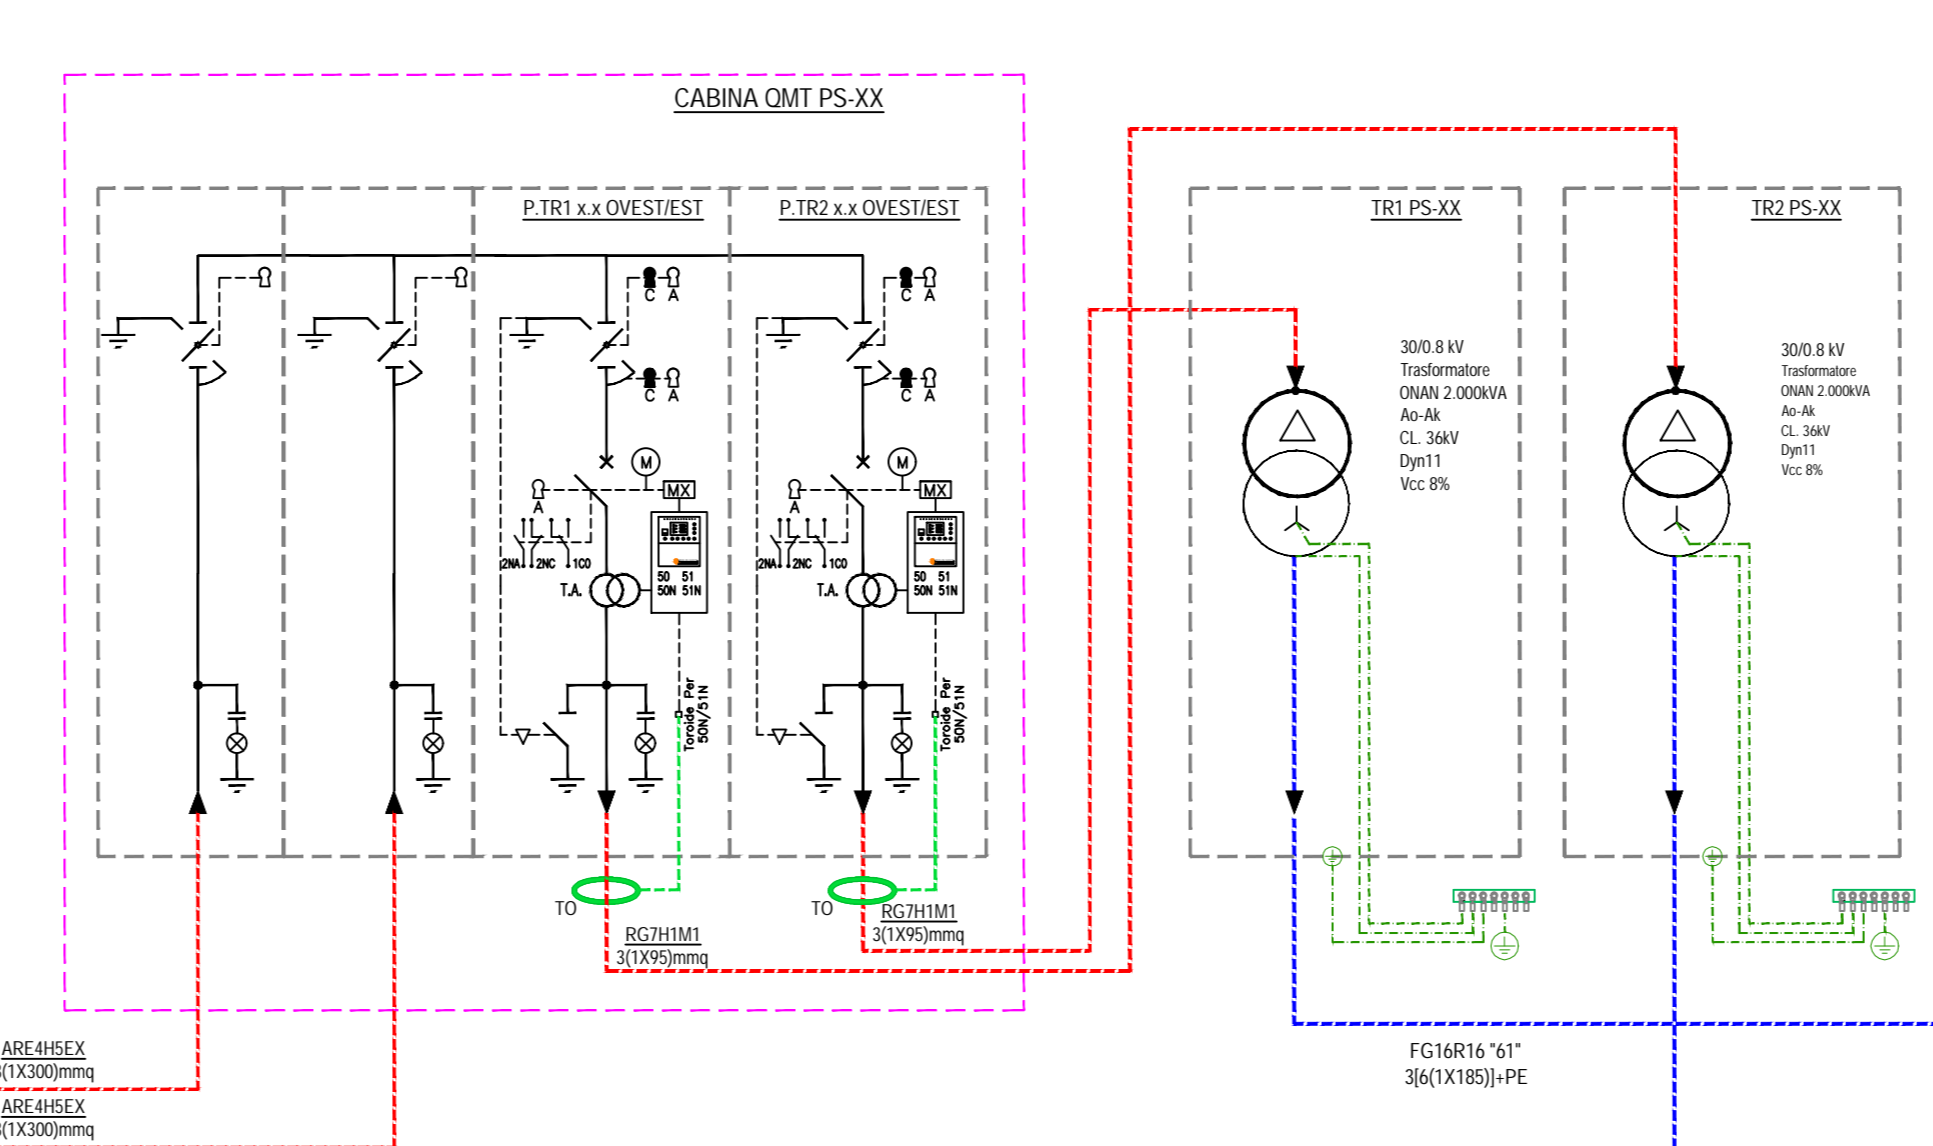 CABINA QMT PS-XX
P.TR1 x.x OVEST/EST
P.TR2 x.x OVEST/EST
TR1 PS-XX
TR2 PS-XX
C A
C A
C A
C A
M
MX
A
2NA 2NC 1CO
50 51
50N 51N
T.A.
Toroide Per
50N/51N
M
MX
A
2NA 2NC 1CO
50 51
50N 51N
T.A.
Toroide Per
50N/51N
30/0.8 kV
Trasformatore
ONAN 2.000kVA
Ao-Ak
CL. 36kV
Dyn11
Vcc 8%
30/0.8 kV
Trasformatore
ONAN 2.000kVA
Ao-Ak
CL. 36kV
Dyn11
Vcc 8%
TO
RG7H1M1
3(1X95)mmq
TO
RG7H1M1
3(1X95)mmq
ARE4H5EX
(1X300)mmq
ARE4H5EX
(1X300)mmq
FG16R16 "61"
3[6(1X185)]+PE